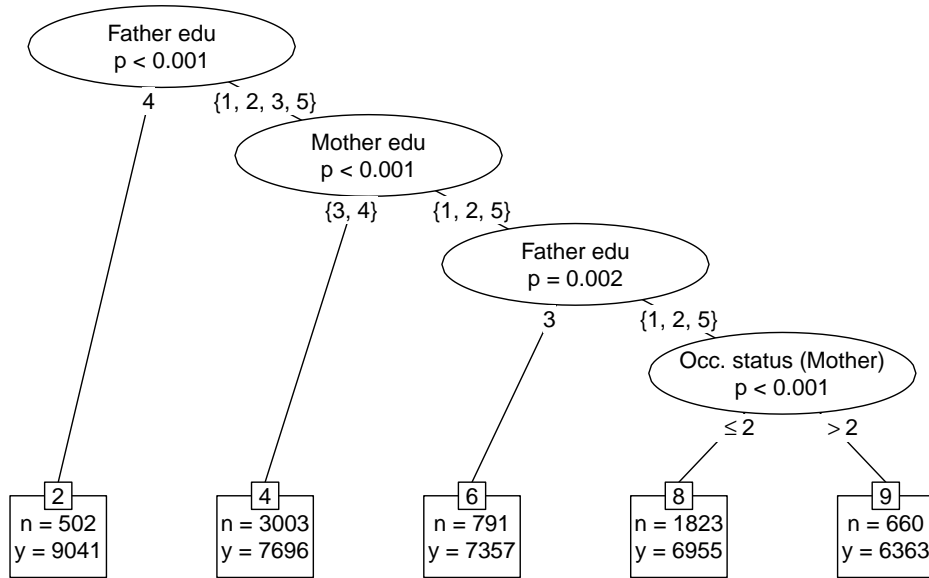 Father edu
p < 0.001
4
{1, 2, 3, 5}
Mother edu
p < 0.001
{3, 4}
{1, 2, 5}
Father edu
p = 0.002
3
{1, 2, 5}
Occ. status (Mother)
p < 0.001
≤ 2
> 2
2
n = 502
y = 9041
4
n = 3003
y = 7696
6
n = 791
y = 7357
8
n = 1823
y = 6955
9
n = 660
y = 6363